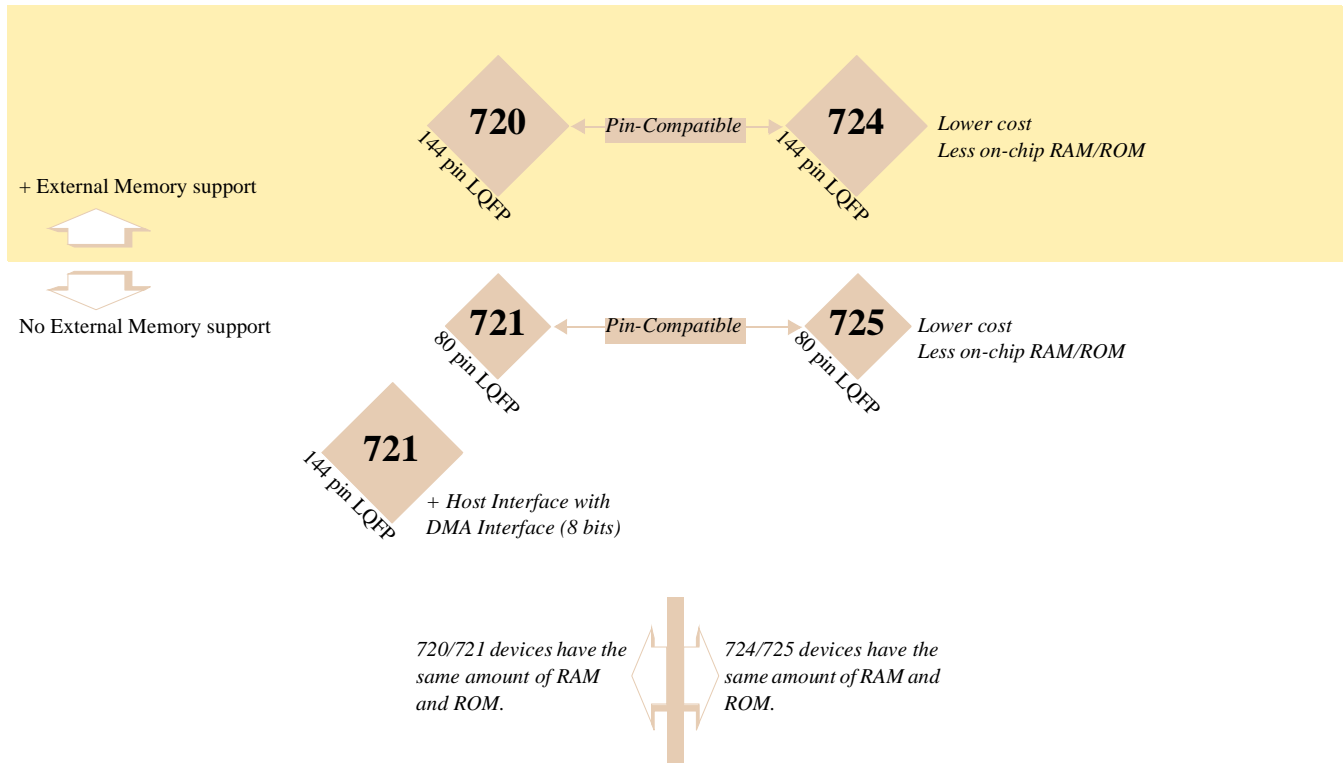 720
Pin-Compatible
724
Lower cost
Less on-chip RAM/ROM
144 pin LQFP
144 pin LQFP
+ External Memory support
No External Memory support
721
Pin-Compatible
725
Lower cost
Less on-chip RAM/ROM
80 pin LQFP
80 pin LQFP
721
144 pin LQFP
+ Host Interface with
DMA Interface (8 bits)
720/721 devices have the
same amount of RAM
and ROM.
724/725 devices have the
same amount of RAM and
ROM.